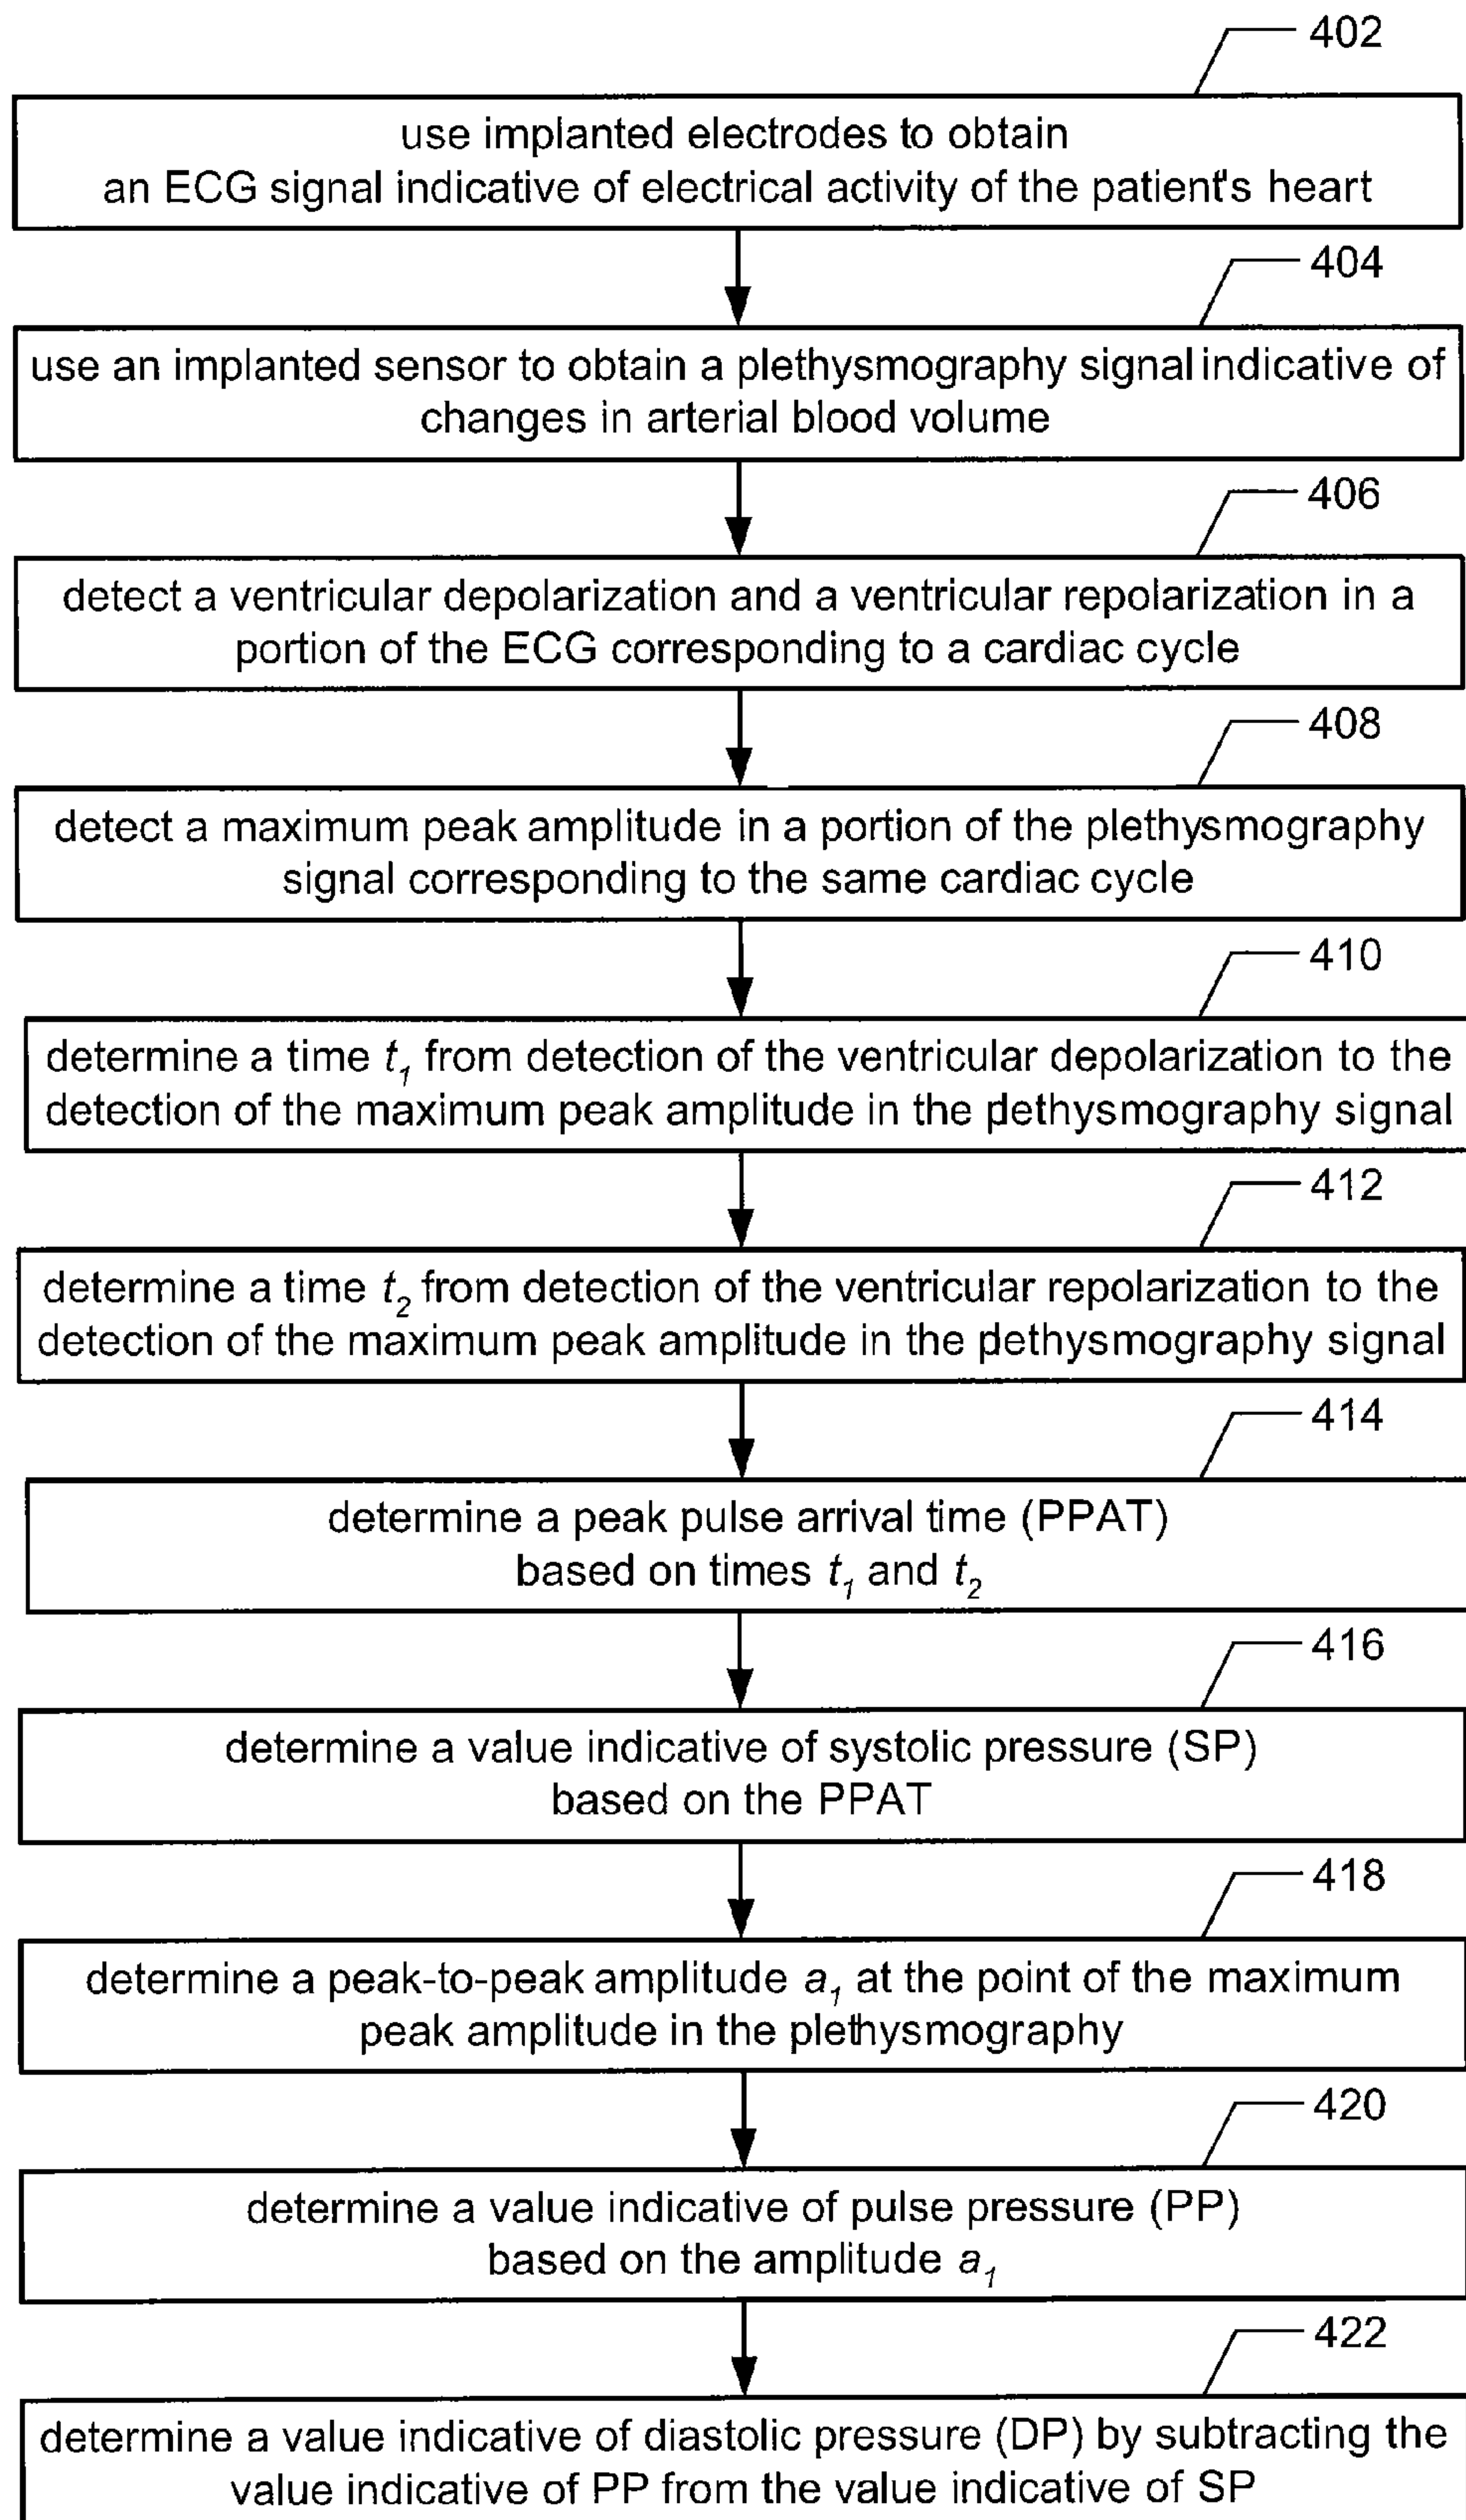 402
use implanted electrodes to obtain
an ECG signal indicative of electrical activity of the patient's heart
404
use an implanted sensor to obtain a plethysmography signal indicative of
changes in arterial blood volume
406
detect a ventricular depolarization and a ventricular repolarization in a
portion of the ECG corresponding to a cardiac cycle
408
detect a maximum peak amplitude in a portion of the plethysmography
signal corresponding to the same cardiac cycle
410
determine a time t1 from detection of the ventricular depolarization to the
detection of the maximum peak amplitude in the pethysmography signal
412
determine a time t2 from detection of the ventricular repolarization to the
detection of the maximum peak amplitude in the pethysmography signal
414
determine a peak pulse arrival time (PPAT)
based on times t1 and t2
416
determine a value indicative of systolic pressure (SP)
based on the PPAT
418
determine a peak-to-peak amplitude a1 at the point of the maximum
peak amplitude in the plethysmography
420
determine a value indicative of pulse pressure (PP)
based on the amplitude a1
422
determine a value indicative of diastolic pressure (DP) by subtracting the
value indicative of PP from the value indicative of SP